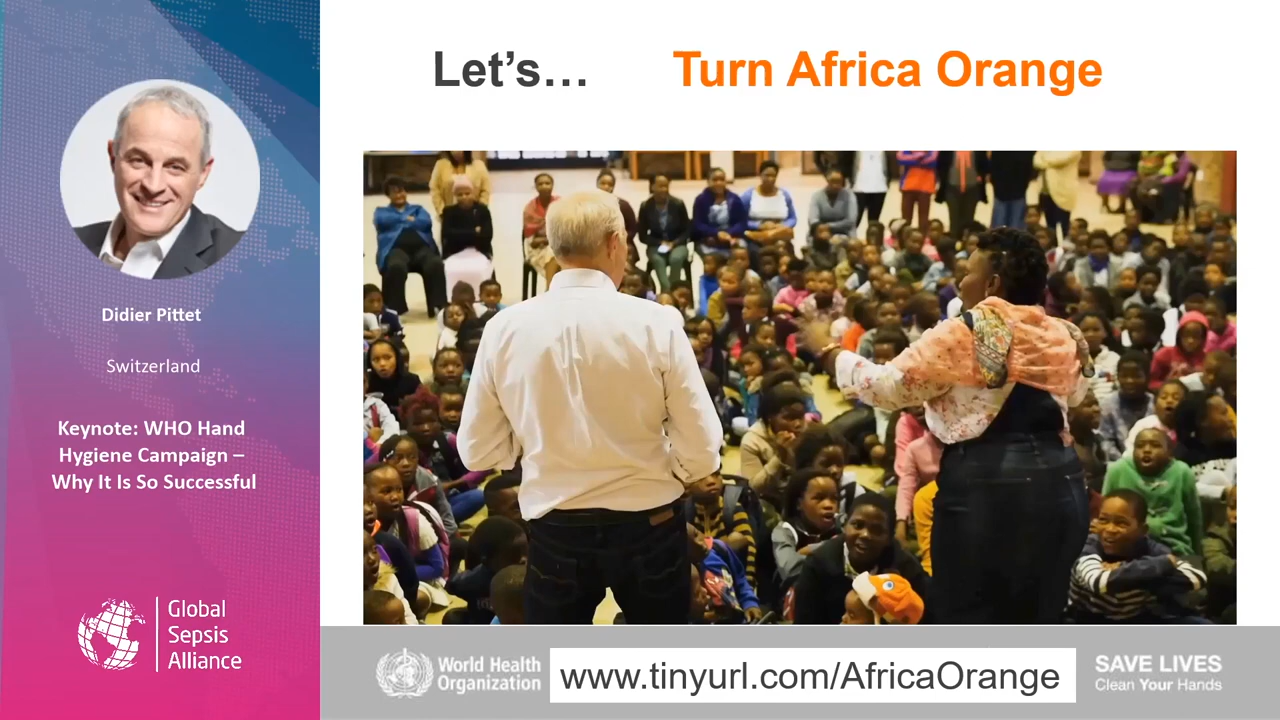 Let's… Turn Africa Orange
Didier Pittet
Switzerland
Keynote: WHO Hand
Hygiene Campaign –
Why It Is So Successful
Global
Sepsis
Alliance
World Health
Organization
www.tinyurl.com/AfricaOrange
SAVE LIVES
Clean Your Hands